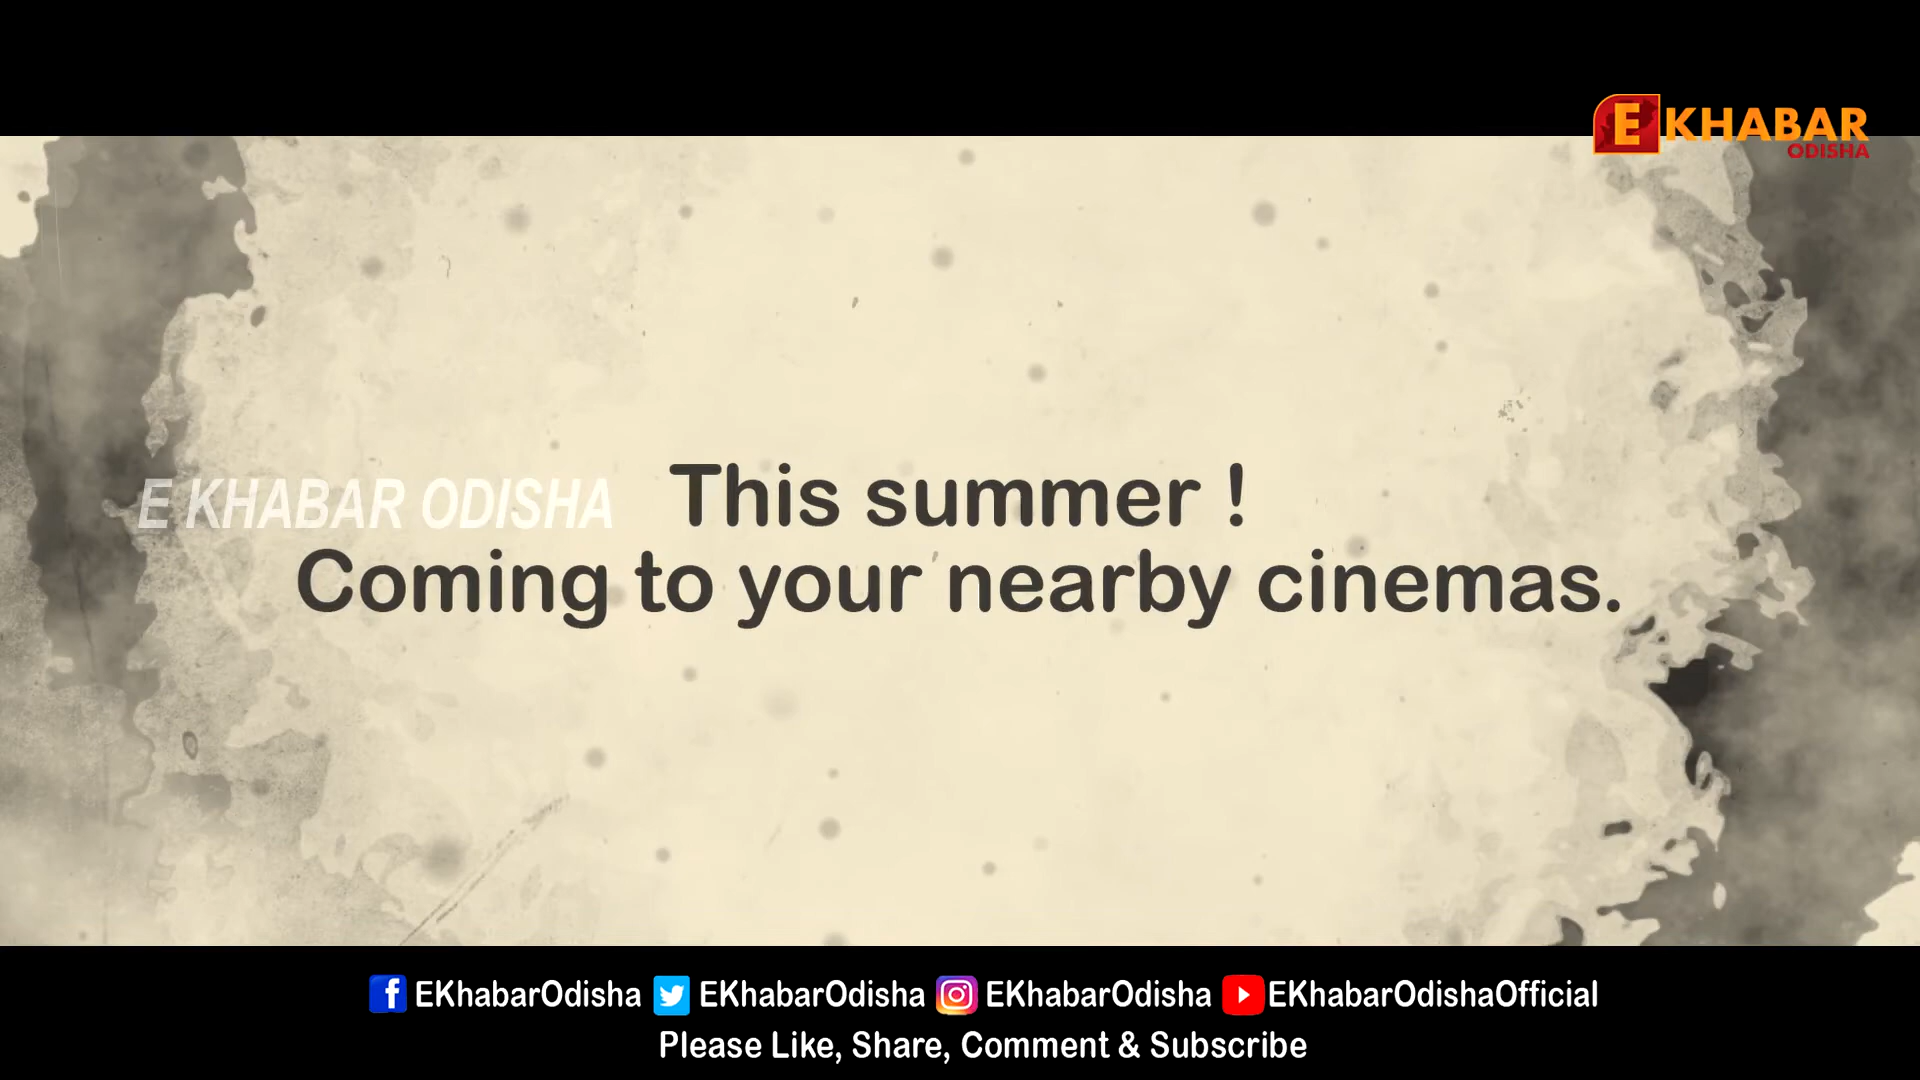 E KHABAR
ODISHA
This summer !
E KHABAR ODISHA
Coming to your nearby cinemas.
EKhabarOdisha EKhabarOdisha EKhabarOdisha EKhabarOdishaOfficial
Please Like, Share, Comment & Subscribe